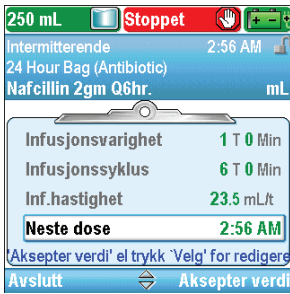 250 mL Stoppet
Intermitterende 2:56 AM
24 Hour Bag (Antibiotic)
Nafcillin 2gm Q6hr. mL
Infusjonsvarighet 1 T 0 Min
Infusjonssyklus 6 T 0 Min
Inf.hastighet 23.5 mL/t
Neste dose 2:56 AM
'Aksepter verdi' el trykk `Velg' for redigere
Avslutt Aksepter verdi